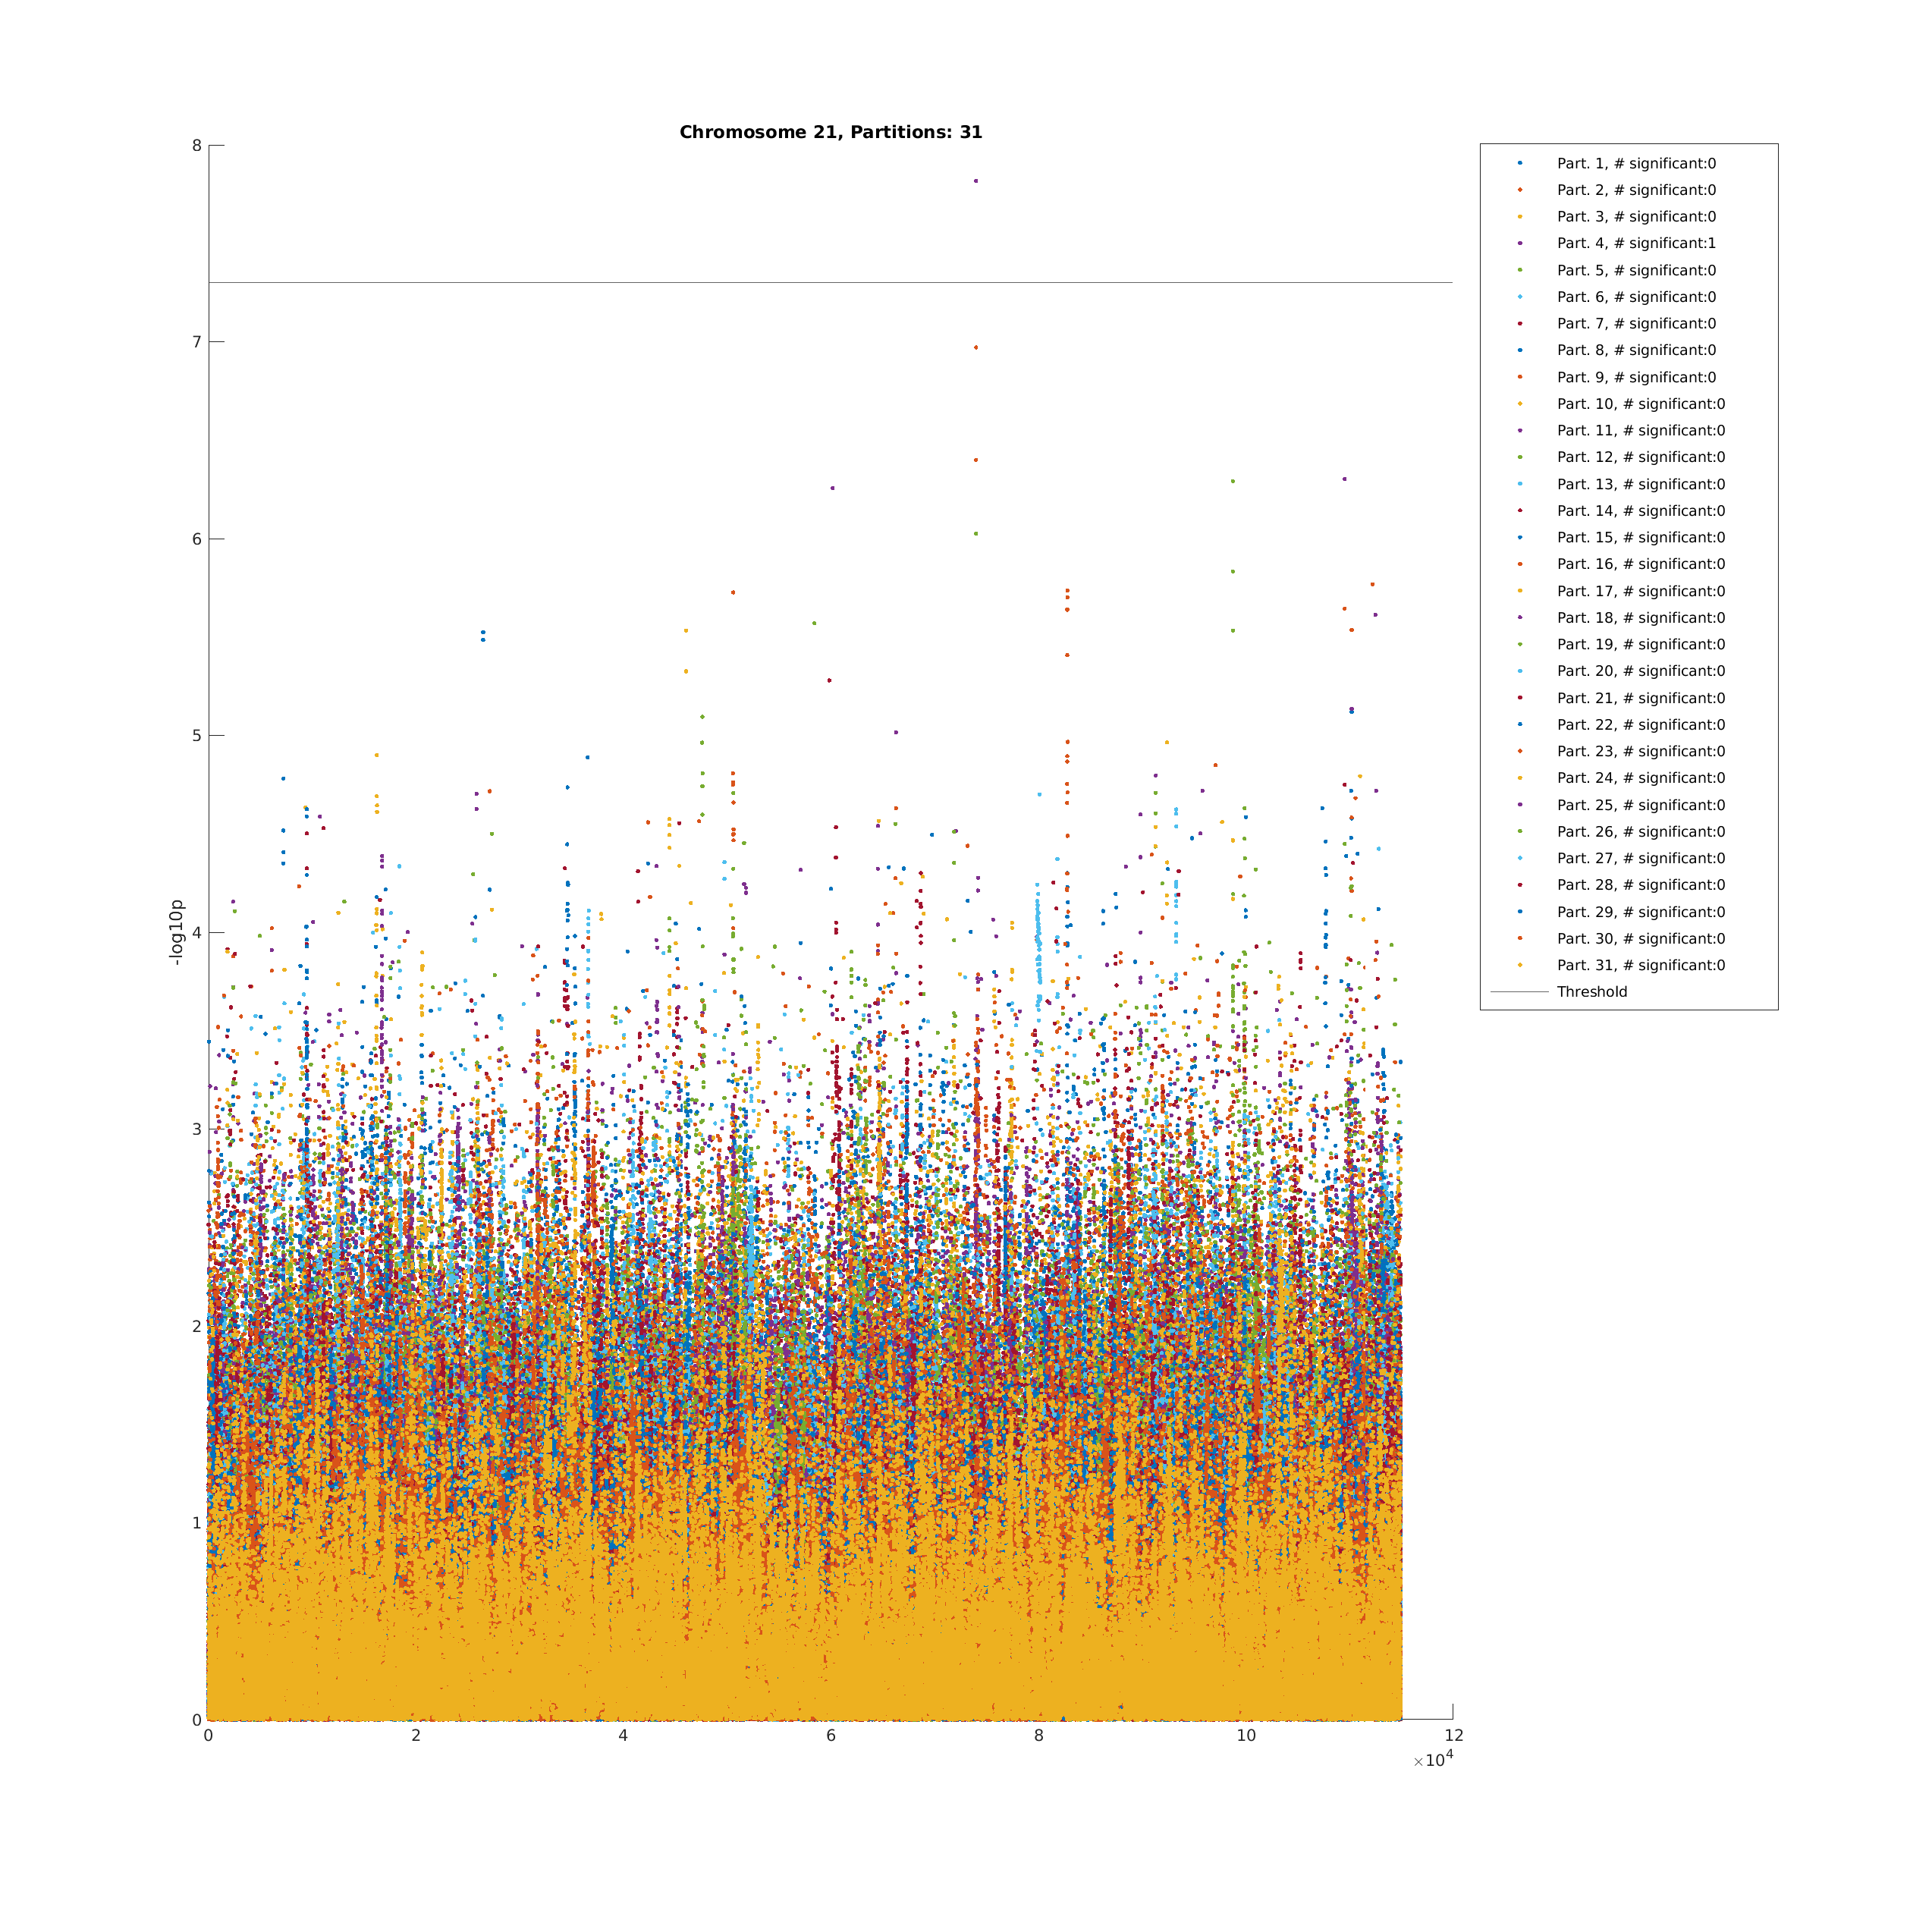 Chromosome 21, Partitions: 31
8
7
6
5
4
3
2
1
0
-log10p
0 2 4 6 8 10 12
×10^4
Part. 1, # significant:0
Part. 2, # significant:0
Part. 3, # significant:0
Part. 4, # significant:1
Part. 5, # significant:0
Part. 6, # significant:0
Part. 7, # significant:0
Part. 8, # significant:0
Part. 9, # significant:0
Part. 10, # significant:0
Part. 11, # significant:0
Part. 12, # significant:0
Part. 13, # significant:0
Part. 14, # significant:0
Part. 15, # significant:0
Part. 16, # significant:0
Part. 17, # significant:0
Part. 18, # significant:0
Part. 19, # significant:0
Part. 20, # significant:0
Part. 21, # significant:0
Part. 22, # significant:0
Part. 23, # significant:0
Part. 24, # significant:0
Part. 25, # significant:0
Part. 26, # significant:0
Part. 27, # significant:0
Part. 28, # significant:0
Part. 29, # significant:0
Part. 30, # significant:0
Part. 31, # significant:0
Threshold